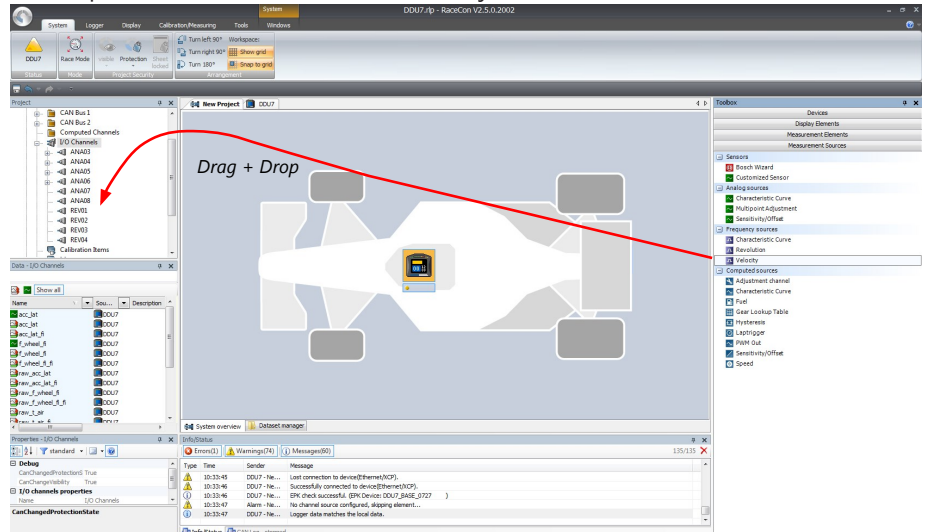 System
DDU7.rlp - RaceCon V2.5.0.2002
System Logger Display Calibration/Measuring Tools Windows
DDU7
Status
Race Mode
Mode
Visible Protection Sheet locked
Project Security
Turn left 90° Workspace:
Turn right 90° Show grid
Turn 180° Snap to grid
Arrangement
Project
CAN Bus 1
CAN Bus 2
Computed Channels
I/O Channels
ANA03
ANA04
ANA05
ANA06
ANA07
ANA08
REV01
REV02
REV03
REV04
Calibration Items
Data - I/O Channels
Show all
Name Sou... Description
acc_lat DDU7
acc_lat DDU7
acc_lat_fi DDU7
f_wheel_fi DDU7
f_wheel_fi DDU7
f_wheel_fi_fi DDU7
raw_acc_lat DDU7
raw_acc_lat_fi DDU7
raw_f_wheel_fi DDU7
raw_f_wheel_fl_fi DDU7
raw_t_air DDU7
raw_t_air_fi DDU7
Properties - I/O Channels
standard
Debug
CanChangedProtectionS True
CanChangeVisibility True
I/O channels properties
Name I/O Channels
CanChangedProtectionState
New Project DDU7
Drag + Drop
System overview Dataset manager
Info/Status
Errors(1) Warnings(74) Messages(60) 135/135
Type Time Sender Message
10:33:45 DDU7 - Ne... Lost connection to device(Ethernet/XCP).
10:33:46 DDU7 - Ne... Successfully connected to device(Ethernet/XCP).
10:33:46 DDU7 - Ne... EPK check successful. (EPK Device: DDU7_BASE_0727 )
10:33:47 Alarm - Ne... No channel source configured, skipping element...
10:33:47 DDU7 - Ne... Logger data matches the local data.
Toolbox
Devices
Display Elements
Measurement Elements
Measurement Sources
Sensors
Bosch Wizard
Customized Sensor
Analog sources
Characteristic Curve
Multipoint Adjustment
Sensitivity/Offset
Frequency sources
Characteristic Curve
Revolution
Velocity
Computed sources
Adjustment channel
Characteristic Curve
Fuel
Gear Lookup Table
Hysteresis
Laptrigger
PWM Out
Sensitivity/Offset
Speed